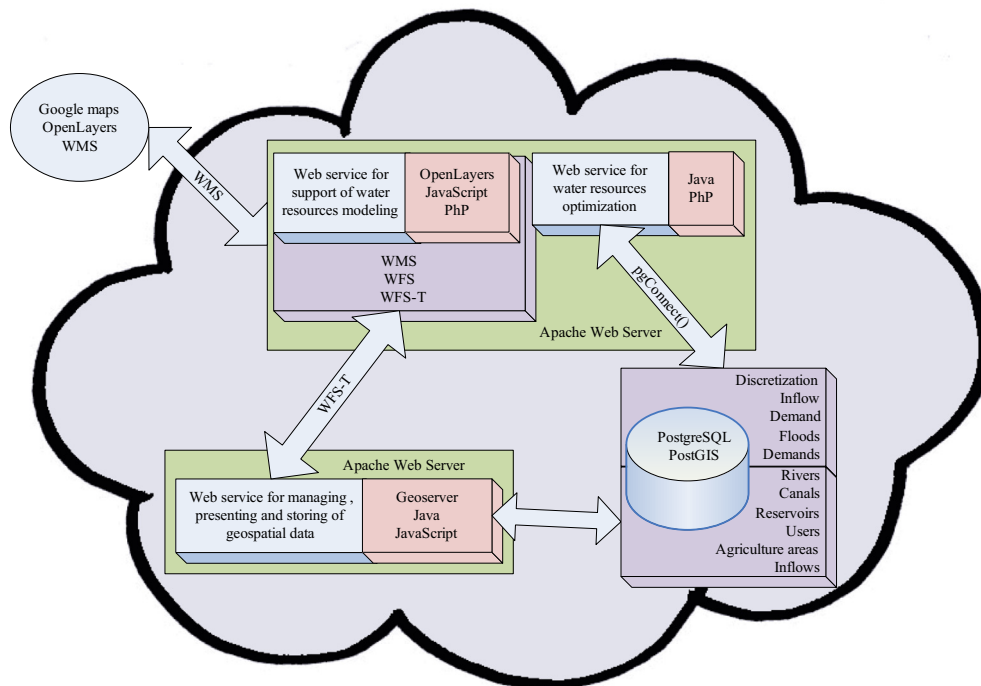 Google maps
OpenLayers
WMS
WMS
Web service for
support of water
resources modeling
OpenLayers
JavaScript
PhP
Web service for
water resources
optimization
Java
PhP
WMS
WFS
WFS-T
Apache Web Server
pgConnect()
WFS-T
Discretization
Inflow
Demand
Floods
Demands
PostgreSQL
PostGIS
Rivers
Canals
Reservoirs
Users
Agriculture areas
Inflows
Apache Web Server
Web service for managing ,
presenting and storing of
geospatial data
Geoserver
Java
JavaScript